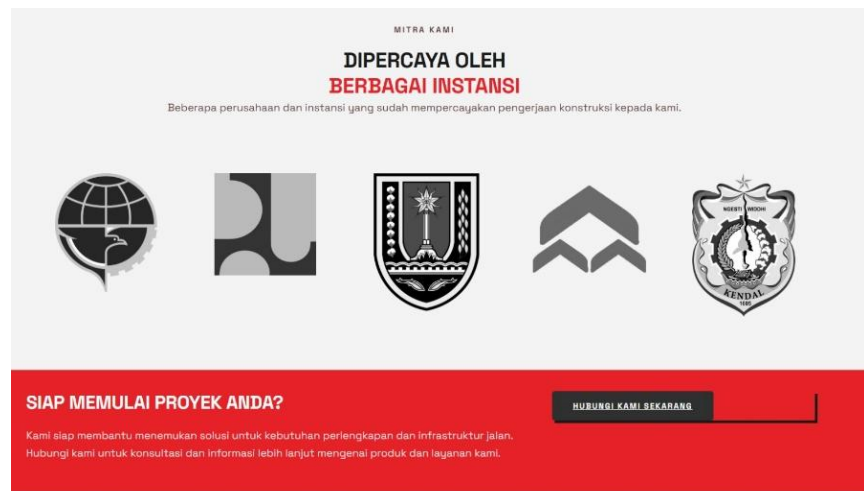 MITRA KAMI
DIPERCAYA OLEH
BERBAGAI INSTANSI
Beberapa perusahaan dan instansi yang sudah mempercayakan pengerjaan konstruksi kepada kami.
NGESTI WIDHI
KENDAL
SIAP MEMULAI PROYEK ANDA?
HUBUNGI KAMI SEKARANG
Kami siap membantu menemukan solusi untuk kebutuhan perlengkapan dan infrastruktur jalan.
Hubungi kami untuk konsultasi dan informasi lebih lanjut mengenai produk dan layanan kami.